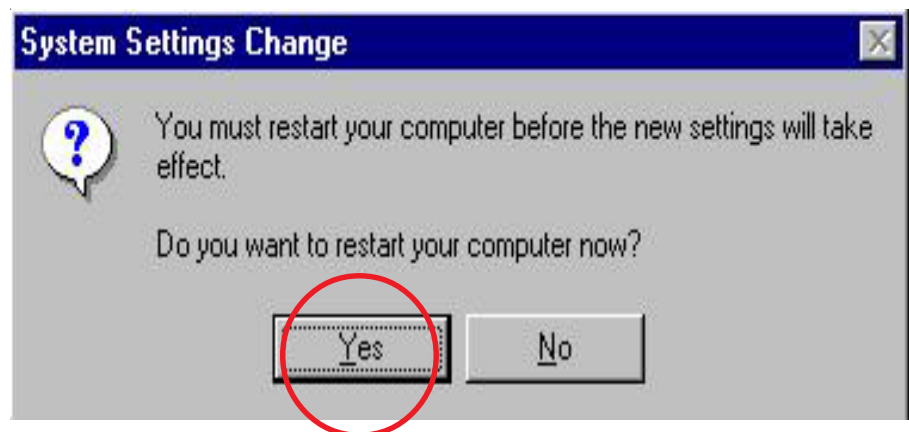 System Settings Change
You must restart your computer before the new settings will take
effect.
Do you want to restart your computer now?
Yes
No